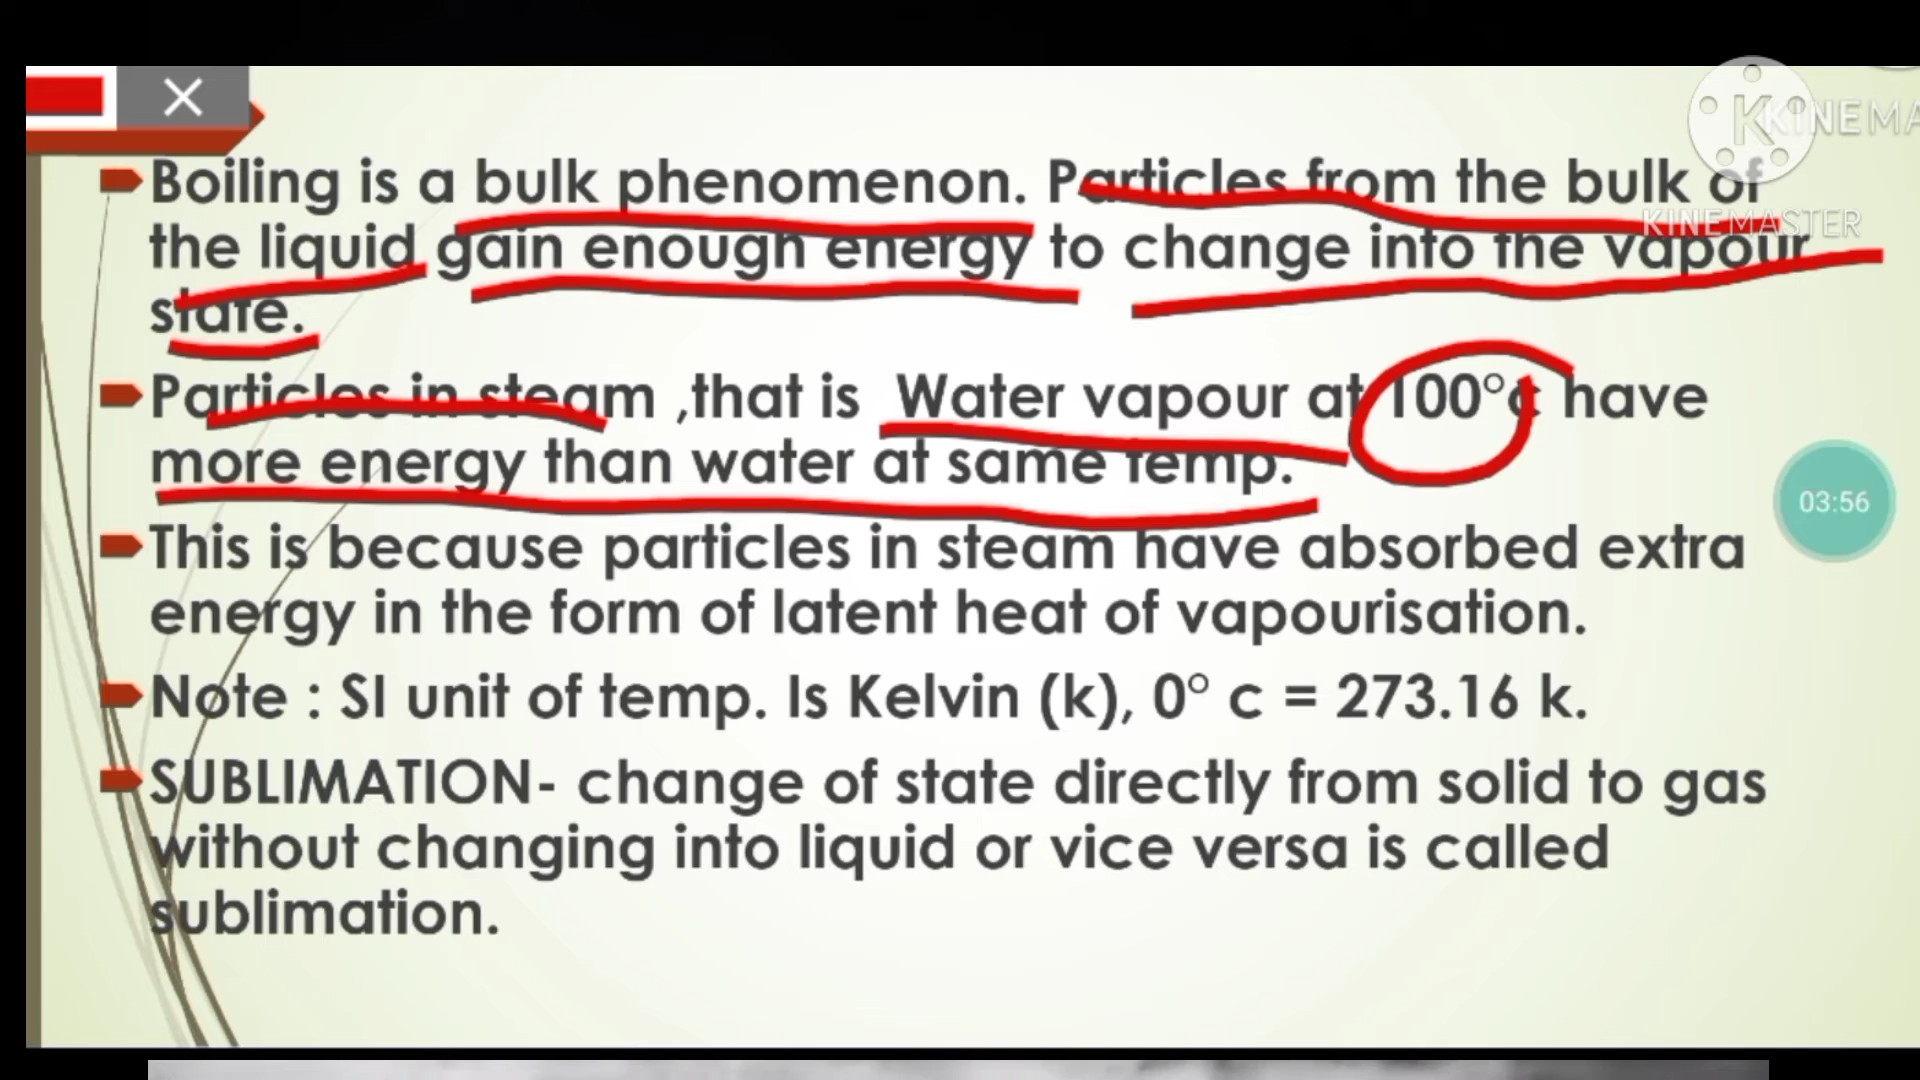 KINEMA
Boiling is a bulk phenomenon. Particles from the bulk of
KINEMASTER
the liquid gain enough energy to change into the vapour
state.
Particles in steam ,that is Water vapour at 100°c have
more energy than water at same temp.
03:56
This is because particles in steam have absorbed extra
energy in the form of latent heat of vapourisation.
Note : SI unit of temp. Is Kelvin (k), 0° c = 273.16 k.
SUBLIMATION- change of state directly from solid to gas
without changing into liquid or vice versa is called
sublimation.